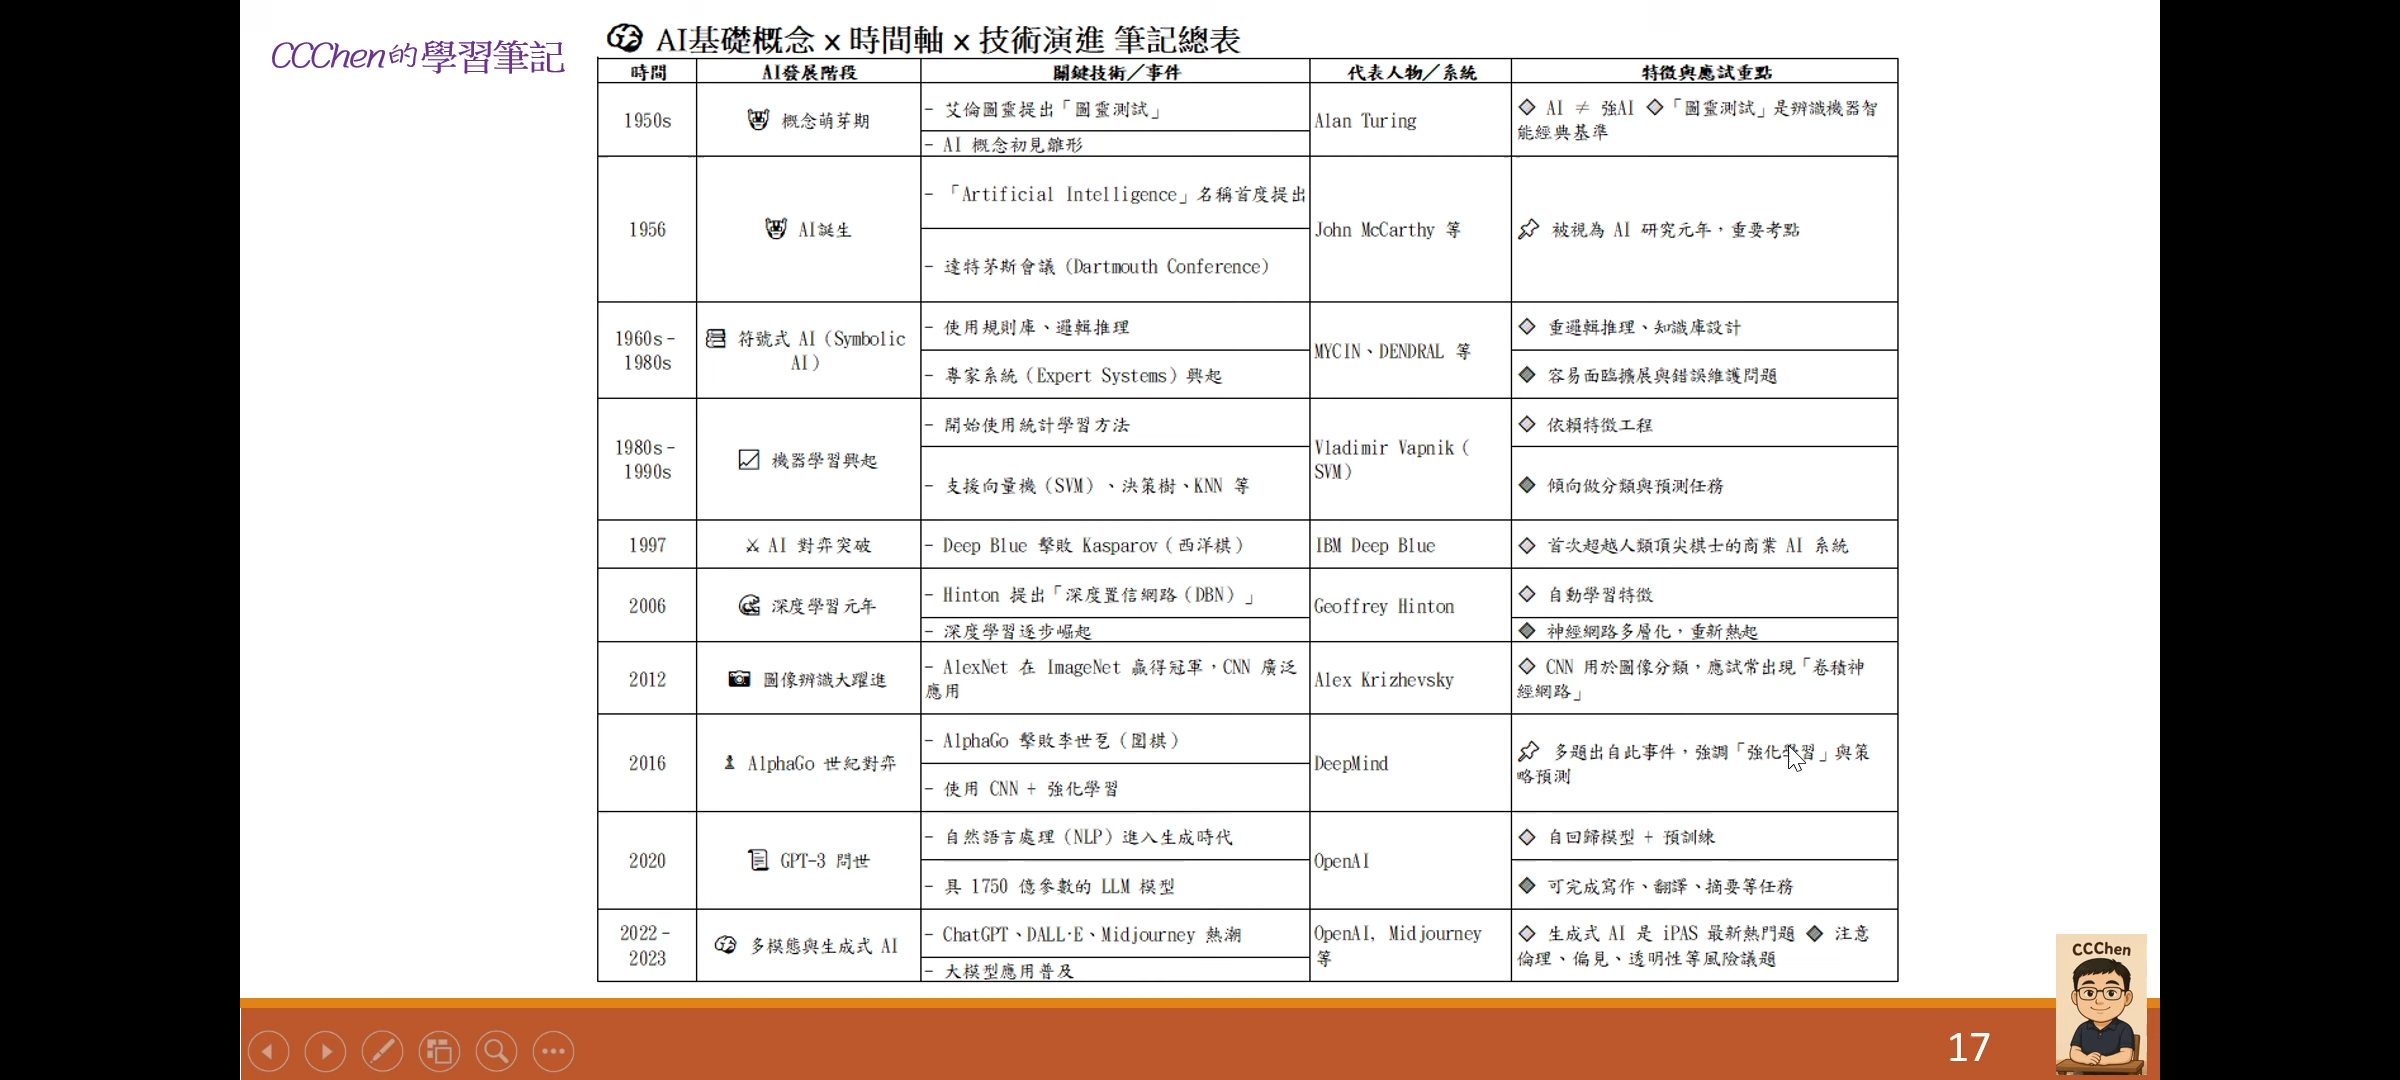 CCChen的學習筆記
AI基礎概念 x 時間軸 x 技術演進 筆記總表
時間 AI發展階段 關鍵技術／事件 代表人物／系統 特徵與應試重點
1950s 概念萌芽期
- 艾倫圖靈提出「圖靈測試」
- AI 概念初見雛形
Alan Turing
◇ AI ≠ 強AI ◇「圖靈測試」是辨識機器智
能經典基準
1956 AI誕生
- 「Artificial Intelligence」名稱首度提出
- 達特茅斯會議（Dartmouth Conference）
John McCarthy 等
被視為 AI 研究元年，重要考點
1960s-
1980s
符號式 AI（Symbolic
AI）
- 使用規則庫、邏輯推理
- 專家系統（Expert Systems）興起
MYCIN、DENDRAL 等
◇ 重邏輯推理、知識庫設計
◆ 容易面臨擴展與錯誤維護問題
1980s-
1990s
機器學習興起
- 開始使用統計學習方法
- 支援向量機（SVM）、決策樹、KNN 等
Vladimir Vapnik（
SVM）
◇ 依賴特徵工程
◆ 傾向做分類與預測任務
1997 AI 對弈突破 - Deep Blue 擊敗 Kasparov（西洋棋） IBM Deep Blue ◇ 首次超越人類頂尖棋士的商業 AI 系統
2006 深度學習元年
- Hinton 提出「深度置信網路（DBN）」
- 深度學習逐步崛起
Geoffrey Hinton
◇ 自動學習特徵
◆ 神經網路多層化，重新熱起
2012 圖像辨識大躍進
- AlexNet 在 ImageNet 贏得冠軍，CNN 廣泛
應用
Alex Krizhevsky
◇ CNN 用於圖像分類，應試常出現「卷積神
經網路」
2016 AlphaGo 世紀對弈
- AlphaGo 擊敗李世乭（圍棋）
- 使用 CNN + 強化學習
DeepMind
多題出自此事件，強調「強化學習」與策
略預測
2020 GPT-3 問世
- 自然語言處理（NLP）進入生成時代
- 具 1750 億參數的 LLM 模型
OpenAI
◇ 自回歸模型 + 預訓練
◆ 可完成寫作、翻譯、摘要等任務
2022-
2023
多模態與生成式 AI
- ChatGPT、DALL·E、Midjourney 熱潮
- 大模型應用普及
OpenAI, Midjourney
等
◇ 生成式 AI 是 iPAS 最新熱門題 ◆ 注意
倫理、偏見、透明性等風險議題
CCChen
17